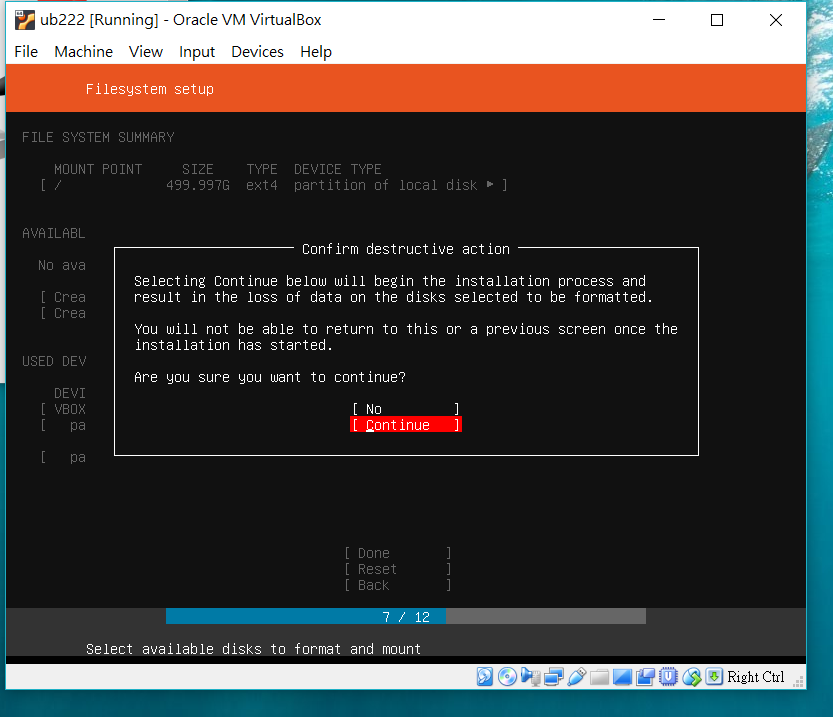 ub222 [Running] - Oracle VM VirtualBox
File Machine View Input Devices Help
Filesystem setup
FILE SYSTEM SUMMARY
MOUNT POINT SIZE TYPE DEVICE TYPE
[ / 499.997G ext4 partition of local disk ▸ ]
AVAILABL
No ava
[ Crea
[ Crea
USED DEV
DEVI
[ VBOX
[ pa
[ pa
Confirm destructive action
Selecting Continue below will begin the installation process and
result in the loss of data on the disks selected to be formatted.
You will not be able to return to this or a previous screen once the
installation has started.
Are you sure you want to continue?
[ No ]
[ Continue ]
[ Done ]
[ Reset ]
[ Back ]
7 / 12
Select available disks to format and mount
Right Ctrl